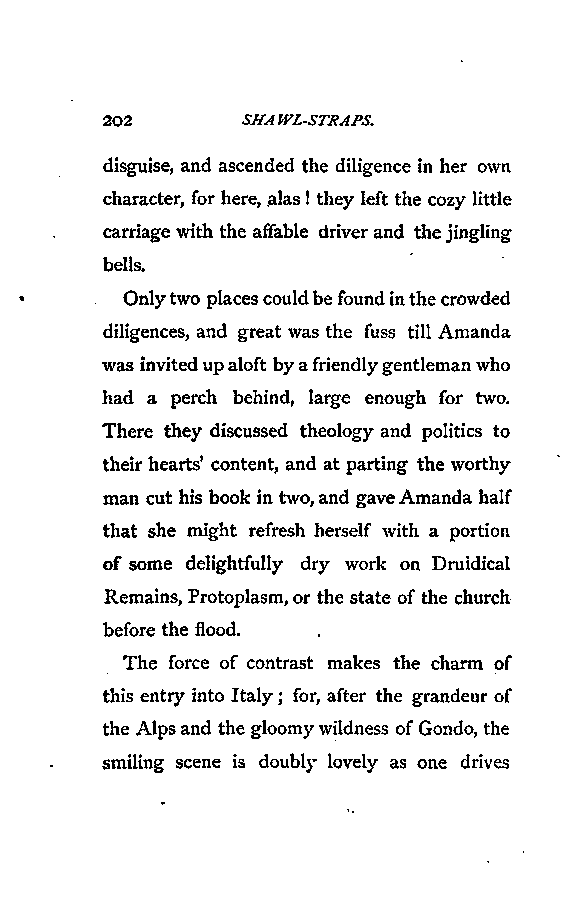 202 SHAWL-STRAPS.
disguise, and ascended the diligence in her own
character, for here, alas! they left the cozy little
carriage with the affable driver and the jingling
bells.
Only two places could be found in the crowded
diligences, and great was the fuss till Amanda
was invited up aloft by a friendly gentleman who
had a perch behind, large enough for two.
There they discussed theology and politics to
their hearts' content, and at parting the worthy
man cut his book in two, and gave Amanda half
that she might refresh herself with a portion
of some delightfully dry work on Druidical
Remains, Protoplasm, or the state of the church
before the flood.
The force of contrast makes the charm of
this entry into Italy; for, after the grandeur of
the Alps and the gloomy wildness of Gondo, the
smiling scene is doubly lovely as one drives